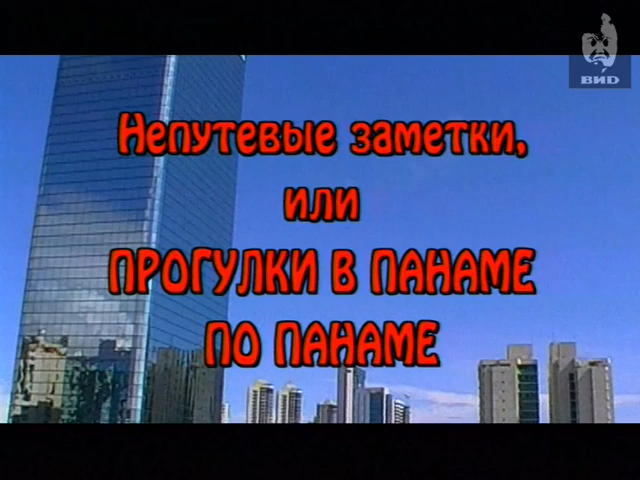 ВИD
Непутевые заметки,
или
ПРОГУЛКИ В ПАНАМЕ
ПО ПАНАМЕ